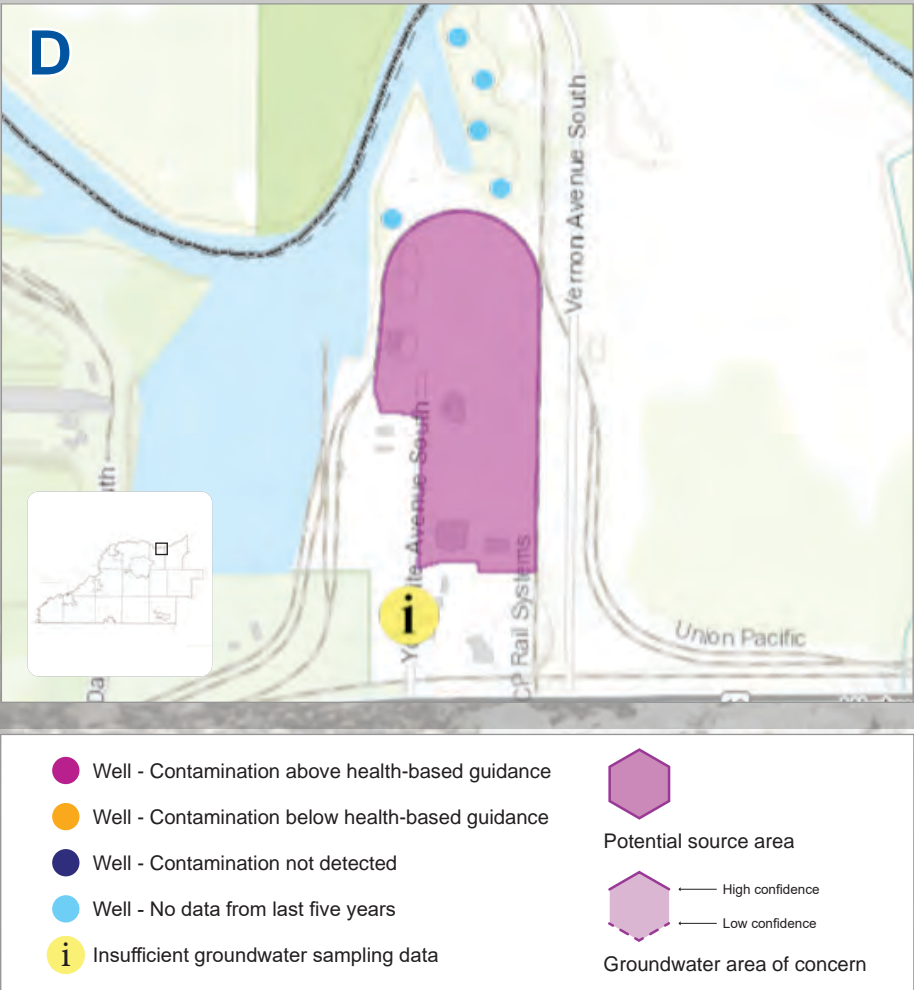 D
Vernon Avenue South
South
CP Rail Systems
Union Pacific
i
Well - Contamination above health-based guidance
Well - Contamination below health-based guidance
Well - Contamination not detected
Well - No data from last five years
i
Insufficient groundwater sampling data
Potential source area
High confidence
Low confidence
Groundwater area of concern